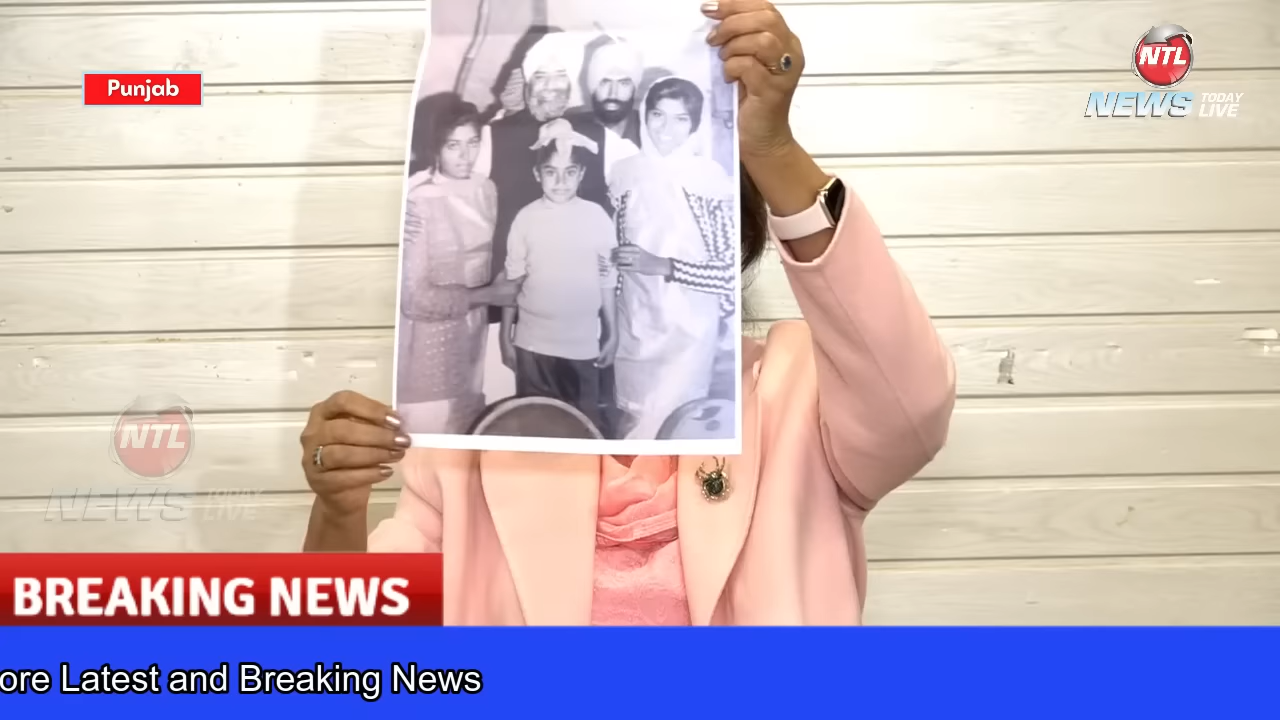 Punjab
NTL
NEWS TODAY LIVE
NTL
NEWS TODAY LIVE
BREAKING NEWS
ore Latest and Breaking News